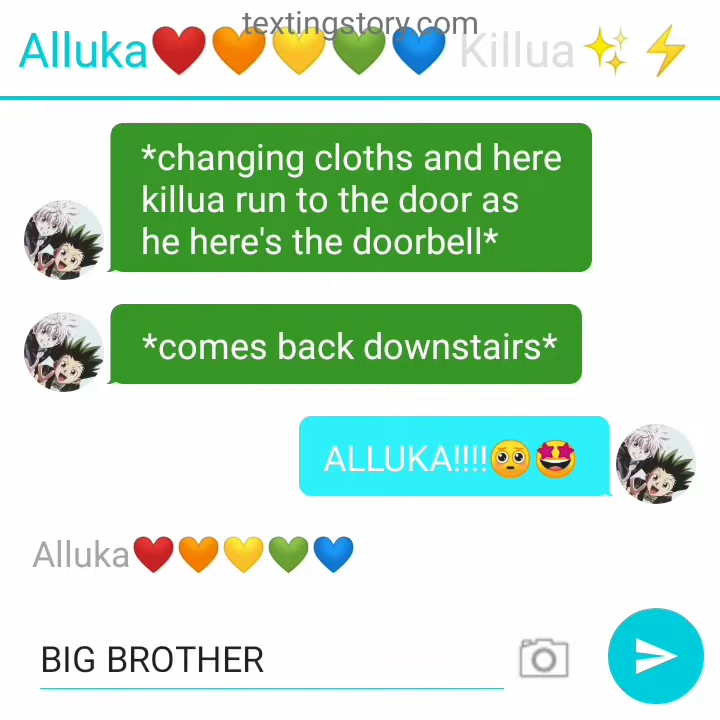 textingstory.com
Alluka❤️🧡💛💚💙 Killua✨⚡
*changing cloths and here
killua run to the door as
he here's the doorbell*
*comes back downstairs*
ALLUKA!!!!🥺🤩
Alluka❤️🧡💛💚💙
BIG BROTHER